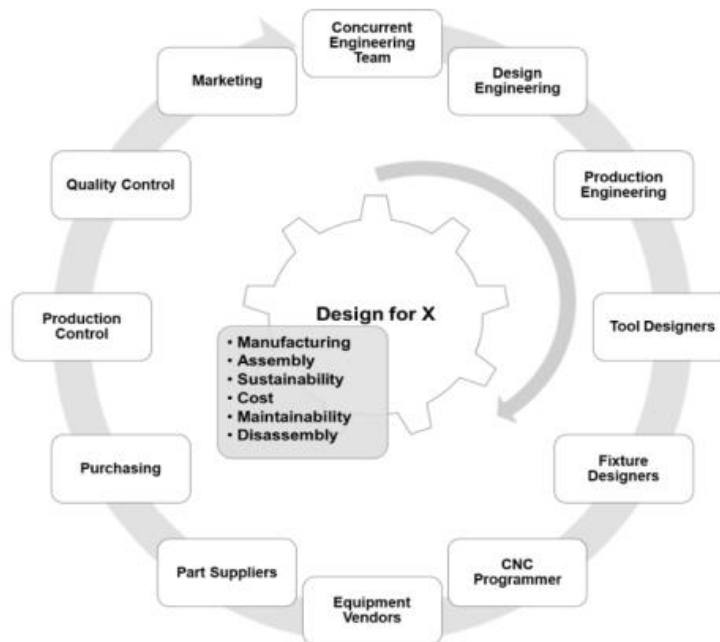 Concurrent
Engineering
Team
Design
Engineering
Production
Engineering
Tool Designers
Fixture
Designers
CNC
Programmer
Equipment
Vendors
Part Suppliers
Purchasing
Production
Control
Quality Control
Marketing
Design for X
• Manufacturing
• Assembly
• Sustainability
• Cost
• Maintainability
• Disassembly